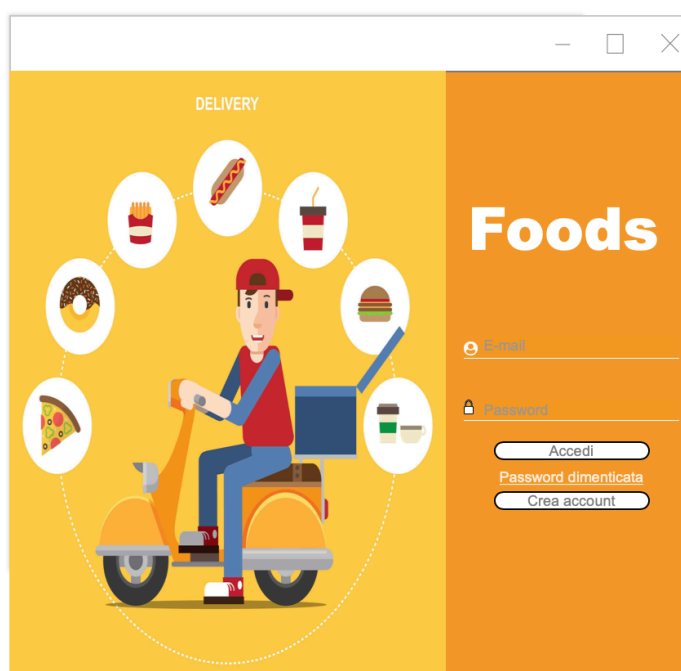 DELIVERY
Foods
E-mail
Password
Accedi
Password dimenticata
Crea account